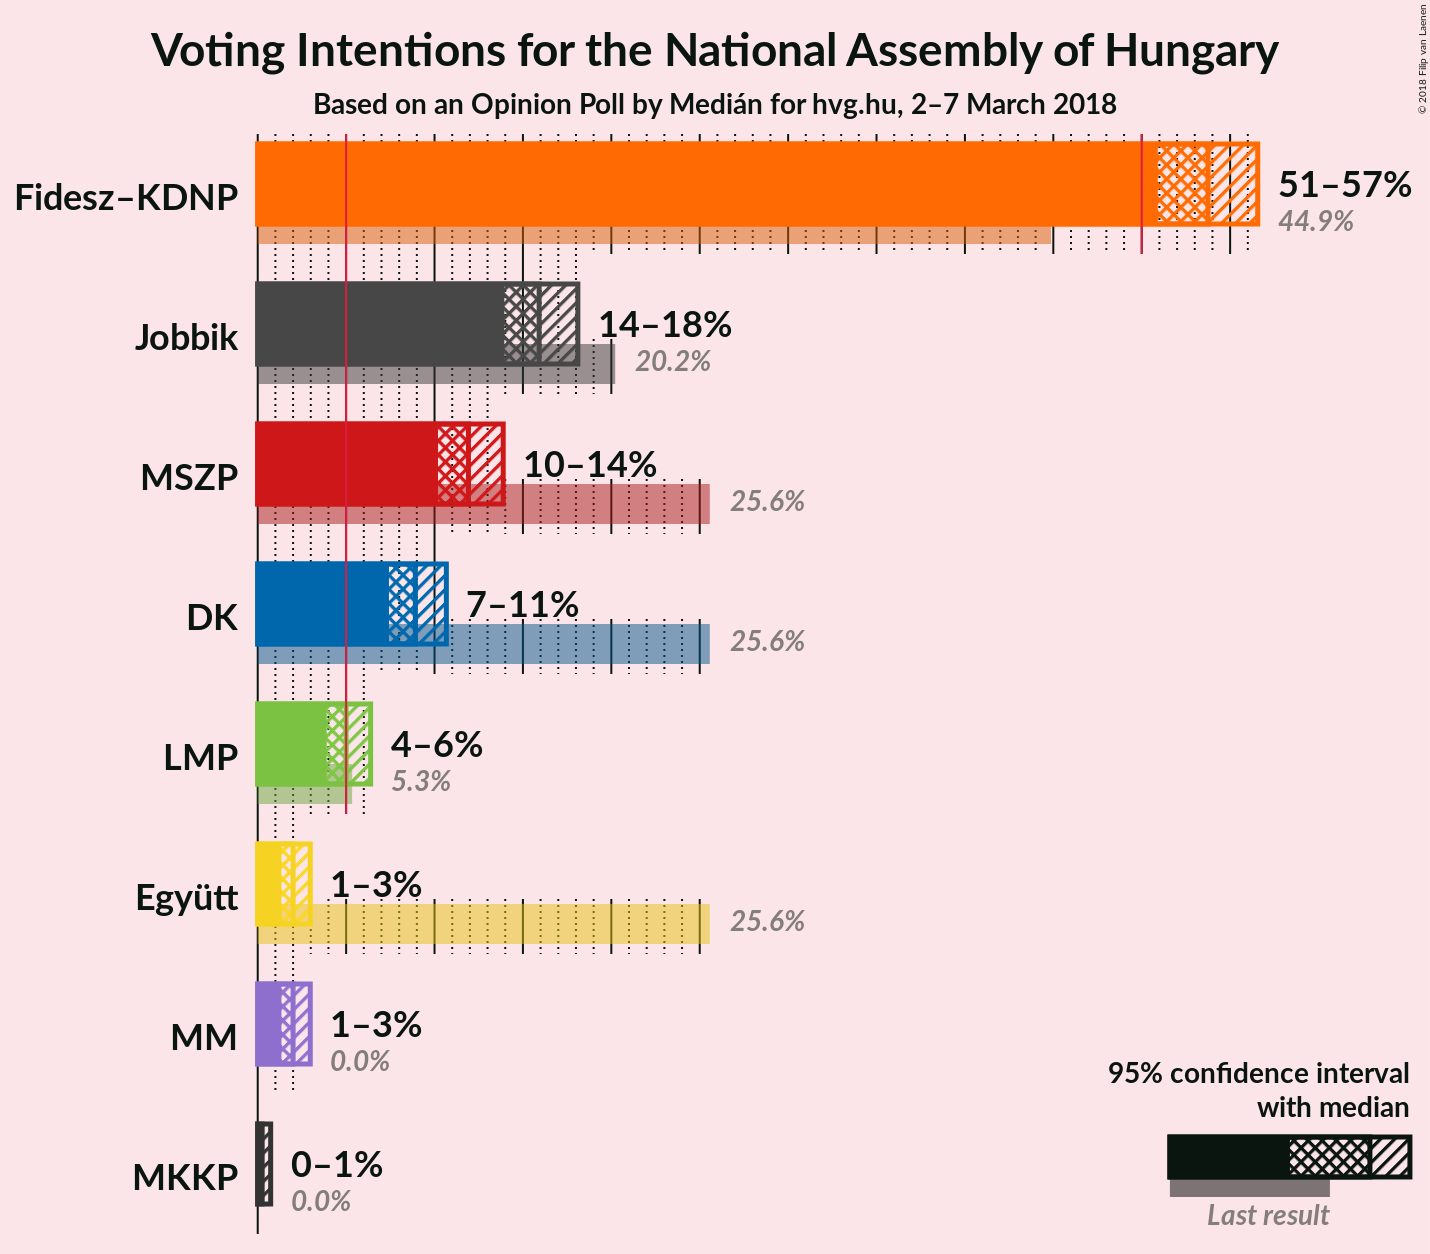 Voting Intentions for the National Assembly of Hungary
Based on an Opinion Poll by Medián for hvg.hu, 2–7 March 2018
© 2018 Filip van Laenen
Fidesz–KDNP
51–57%
44.9%
Jobbik
14–18%
20.2%
MSZP
10–14%
25.6%
DK
7–11%
25.6%
LMP
4–6%
5.3%
Együtt
1–3%
25.6%
MM
1–3%
0.0%
MKKP
0–1%
0.0%
95% confidence interval
with median
Last result